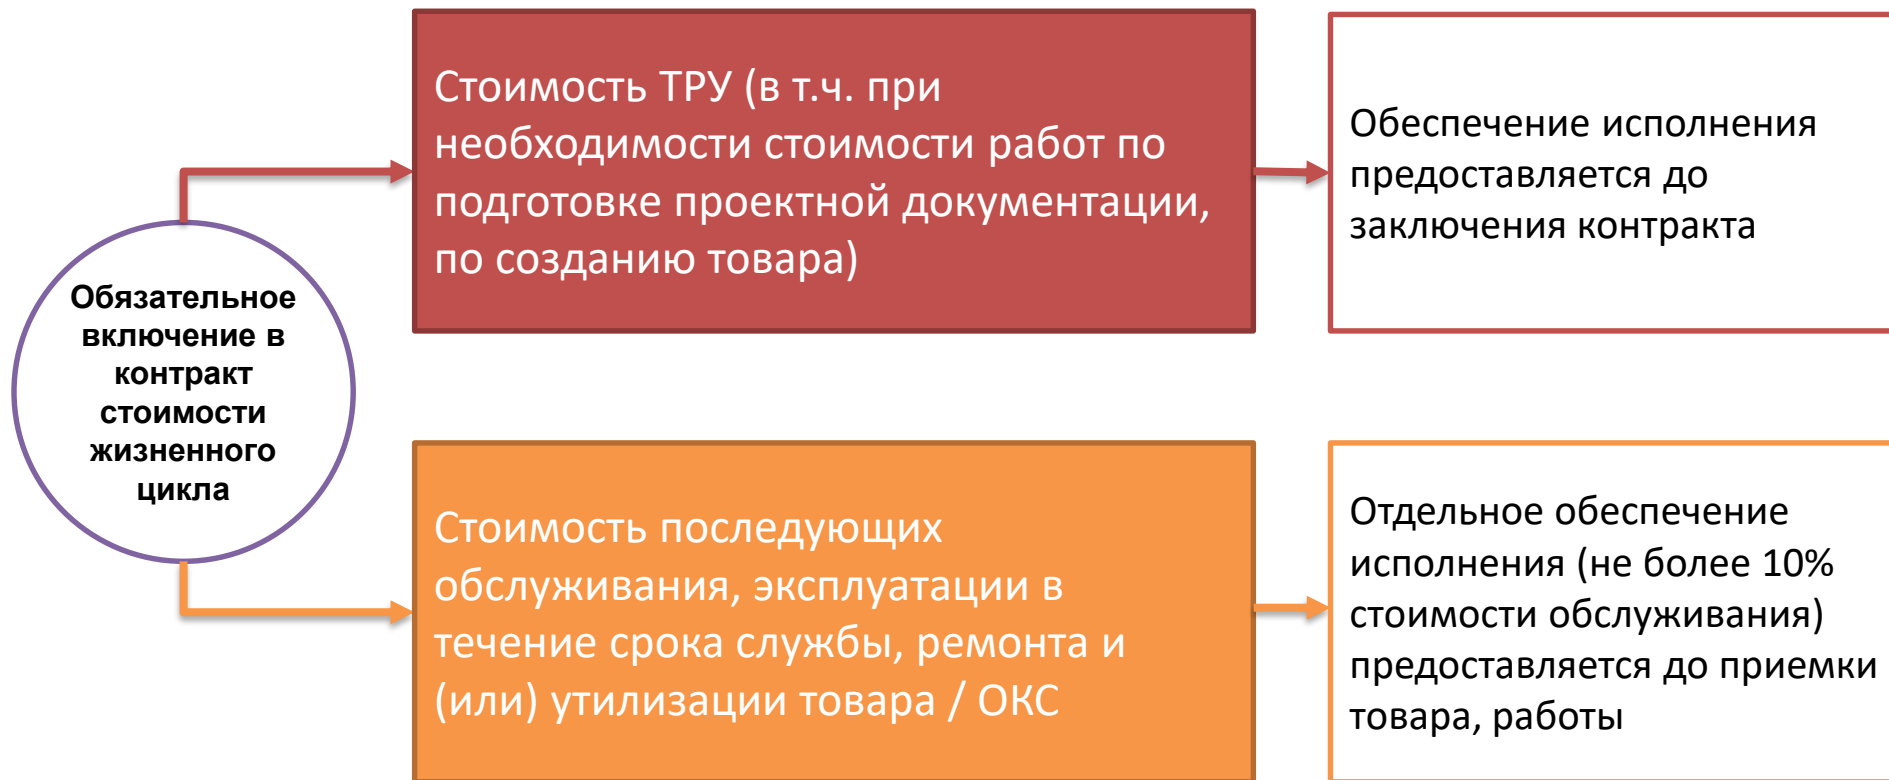 Обязательное
включение в
контракт
стоимости
жизненного
цикла
Стоимость ТРУ (в т.ч. при
необходимости стоимости работ по
подготовке проектной документации,
по созданию товара)
Обеспечение исполнения
предоставляется до
заключения контракта
Стоимость последующих
обслуживания, эксплуатации в
течение срока службы, ремонта и
(или) утилизации товара / ОКС
Отдельное обеспечение
исполнения (не более 10%
стоимости обслуживания)
предоставляется до приемки
товара, работы